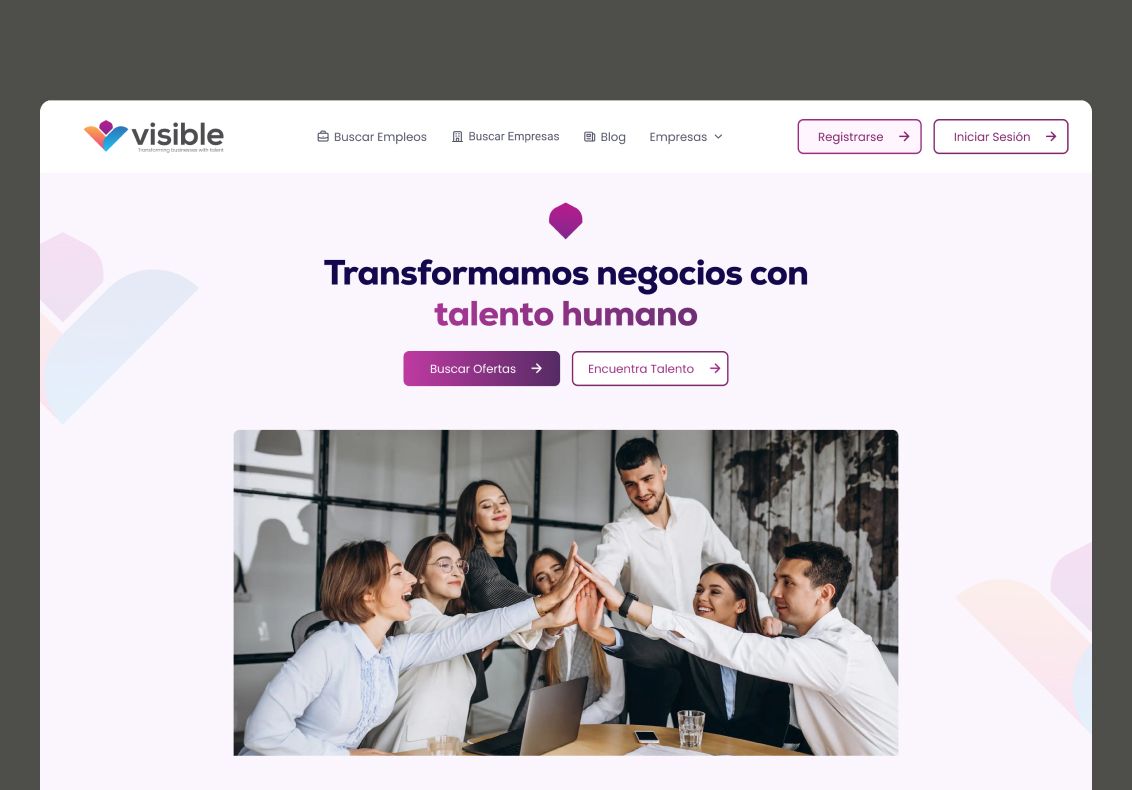 visible
Transforming businesses with talent
Buscar Empleos
Buscar Empresas
Blog
Empresas
Registrarse
Iniciar Sesión
Transformamos negocios con
talento humano
Buscar Ofertas
Encuentra Talento